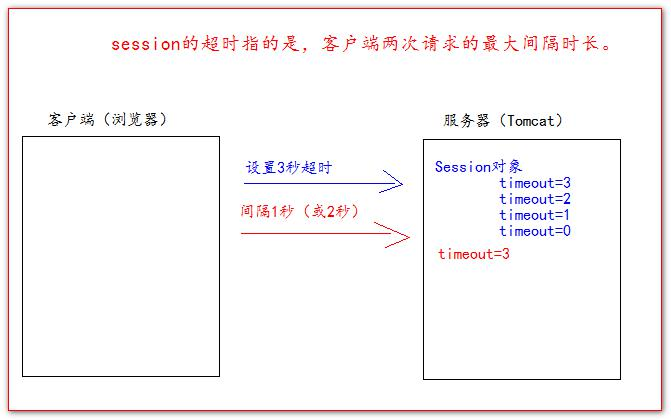 session的超时指的是，客户端两次请求的最大间隔时长。
客户端（浏览器）
服务器（Tomcat）
设置3秒超时
Session对象
timeout=3
timeout=2
timeout=1
timeout=0
间隔1秒（或2秒）
timeout=3